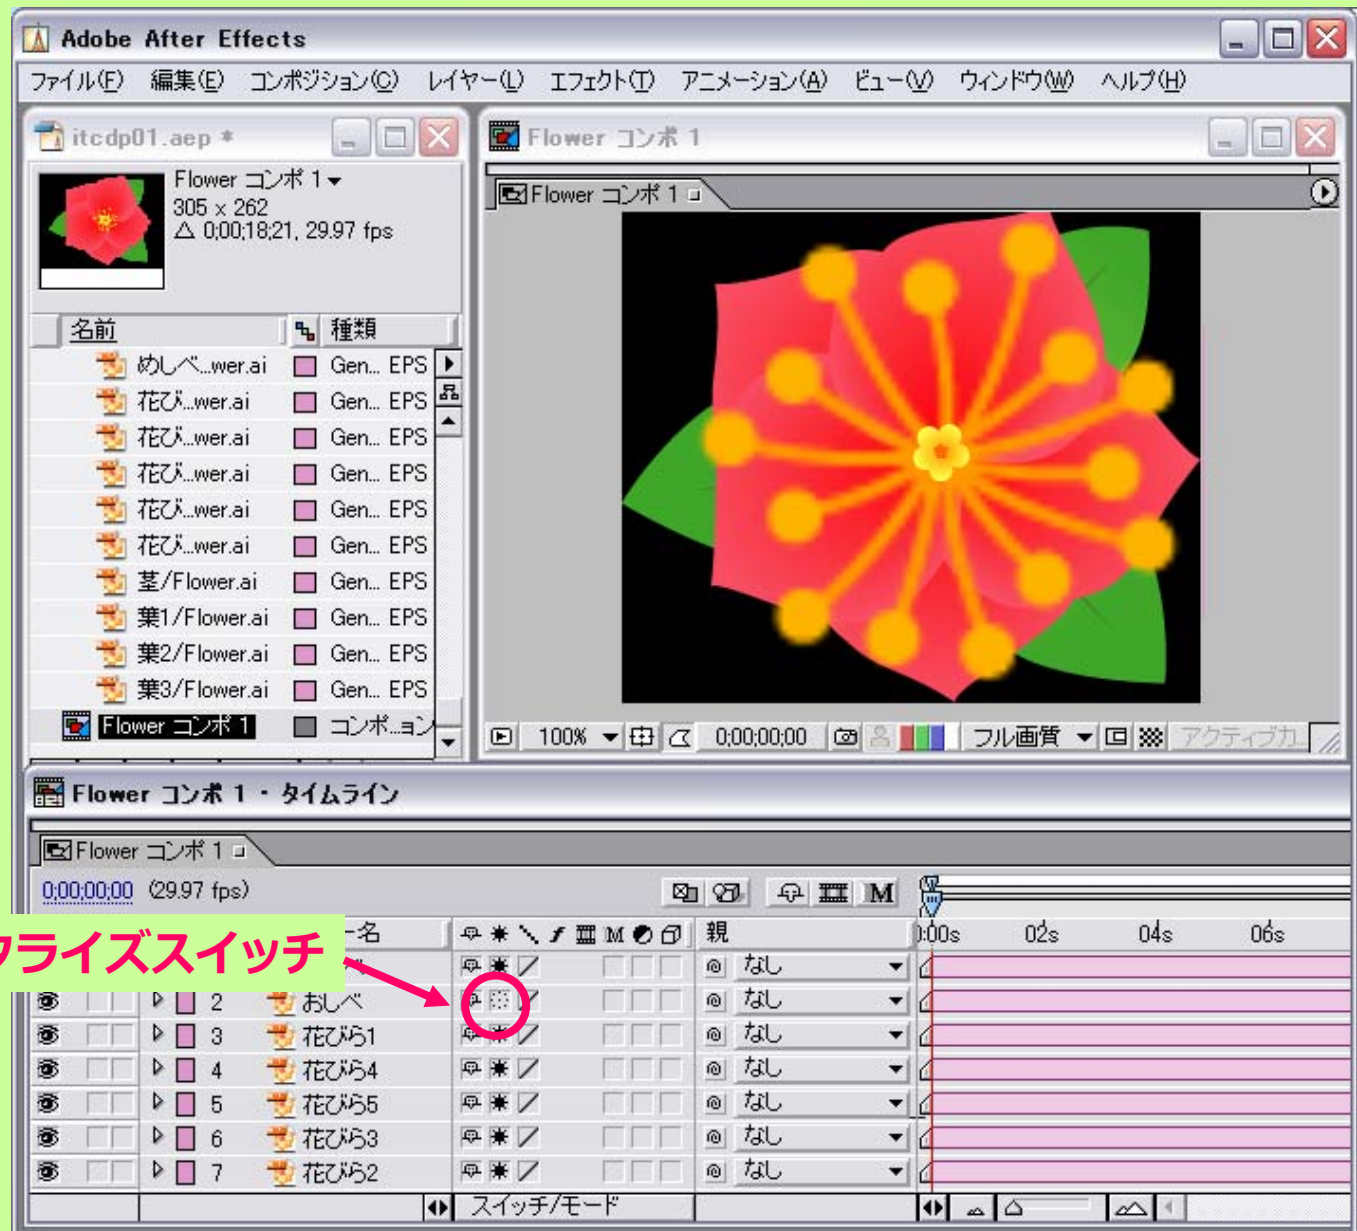 Adobe After Effects
ファイル(F) 編集(E) コンポジション(C) レイヤー(L) エフェクト(T) アニメーション(A) ビュー(V) ウィンドウ(W) ヘルプ(H)
itcdp01.aep *
Flower コンポ 1
305 x 262
△ 0;00;18;21, 29.97 fps
名前 種類
めしべ...wer.ai Gen... EPS
花び...wer.ai Gen... EPS
花び...wer.ai Gen... EPS
花び...wer.ai Gen... EPS
花び...wer.ai Gen... EPS
花び...wer.ai Gen... EPS
茎/Flower.ai Gen... EPS
葉1/Flower.ai Gen... EPS
葉2/Flower.ai Gen... EPS
葉3/Flower.ai Gen... EPS
Flower コンポ 1 コンポ...ョン
Flower コンポ 1
Flower コンポ 1
100% 0;00;00;00 フル画質 アクティブカ
Flower コンポ 1 ・ タイムライン
Flower コンポ 1
0;00;00;00 (29.97 fps) M
ー名 M 親 0:00s 02s 04s 06s
クライズスイッチ
なし
2 おしべ なし
3 花びら1 なし
4 花びら4 なし
5 花びら5 なし
6 花びら3 なし
7 花びら2 なし
スイッチ/モード